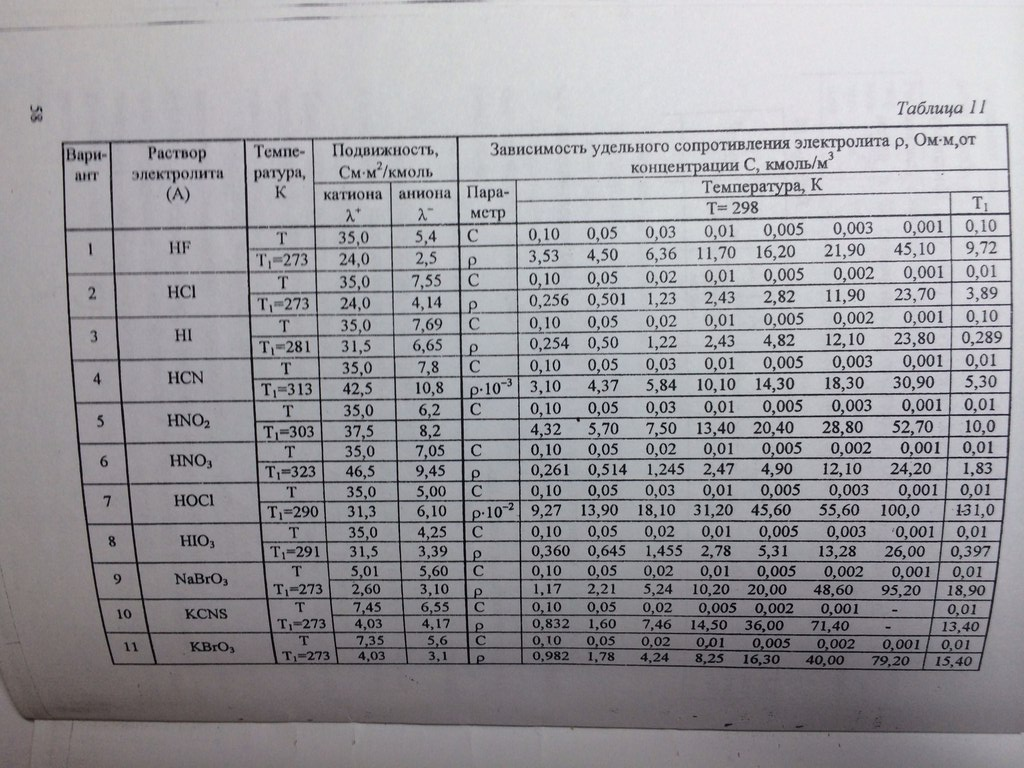 58
Таблица 11
Вари-ант Раствор электролита (А) Темпе-ратура, К Подвижность, См·м²/кмоль Зависимость удельного сопротивления электролита ρ, Ом·м,от концентрации С, кмоль/м³
катиона λ⁺ аниона λ⁻ Пара-метр Температура, К
Т= 298 Т₁
1 HF Т 35,0 5,4 С 0,10 0,05 0,03 0,01 0,005 0,003 0,001 0,10
Т₁=273 24,0 2,5 ρ 3,53 4,50 6,36 11,70 16,20 21,90 45,10 9,72
2 HCl Т 35,0 7,55 С 0,10 0,05 0,02 0,01 0,005 0,002 0,001 0,01
Т₁=273 24,0 4,14 ρ 0,256 0,501 1,23 2,43 2,82 11,90 23,70 3,89
3 HI Т 35,0 7,69 С 0,10 0,05 0,02 0,01 0,005 0,002 0,001 0,10
Т₁=281 31,5 6,65 ρ 0,254 0,50 1,22 2,43 4,82 12,10 23,80 0,289
4 HCN Т 35,0 7,8 С 0,10 0,05 0,03 0,01 0,005 0,003 0,001 0,01
Т₁=313 42,5 10,8 ρ·10⁻³ 3,10 4,37 5,84 10,10 14,30 18,30 30,90 5,30
5 HNO₂ Т 35,0 6,2 С 0,10 0,05 0,03 0,01 0,005 0,003 0,001 0,01
Т₁=303 37,5 8,2 4,32 5,70 7,50 13,40 20,40 28,80 52,70 10,0
6 HNO₃ Т 35,0 7,05 С 0,10 0,05 0,02 0,01 0,005 0,002 0,001 0,01
Т₁=323 46,5 9,45 ρ 0,261 0,514 1,245 2,47 4,90 12,10 24,20 1,83
7 HOCl Т 35,0 5,00 С 0,10 0,05 0,03 0,01 0,005 0,003 0,001 0,01
Т₁=290 31,3 6,10 ρ·10⁻² 9,27 13,90 18,10 31,20 45,60 55,60 100,0 131,0
8 HIO₃ Т 35,0 4,25 С 0,10 0,05 0,02 0,01 0,005 0,003 0,001 0,01
Т₁=291 31,5 3,39 ρ 0,360 0,645 1,455 2,78 5,31 13,28 26,00 0,397
9 NaBrO₃ Т 5,01 5,60 С 0,10 0,05 0,02 0,01 0,005 0,002 0,001 0,01
Т₁=273 2,60 3,10 ρ 1,17 2,21 5,24 10,20 20,00 48,60 95,20 18,90
10 KCNS Т 7,45 6,55 С 0,10 0,05 0,02 0,005 0,002 0,001 - 0,01
Т₁=273 4,03 4,17 ρ 0,832 1,60 7,46 14,50 36,00 71,40 - 13,40
11 KBrO₃ Т 7,35 5,6 С 0,10 0,05 0,02 0,01 0,005 0,002 0,001 0,01
Т₁=273 4,03 3,1 ρ 0,982 1,78 4,24 8,25 16,30 40,00 79,20 15,40